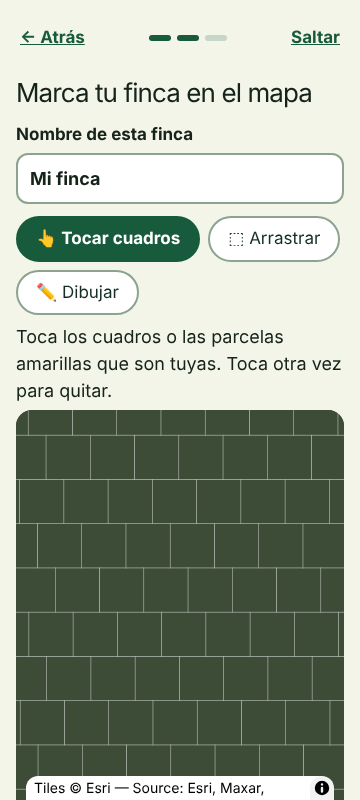 ← Atrás
Saltar
Marca tu finca en el mapa
Nombre de esta finca
Mi finca
👆 Tocar cuadros
⬚ Arrastrar
✏️ Dibujar
Toca los cuadros o las parcelas
amarillas que son tuyas. Toca otra vez
para quitar.
Tiles © Esri — Source: Esri, Maxar,